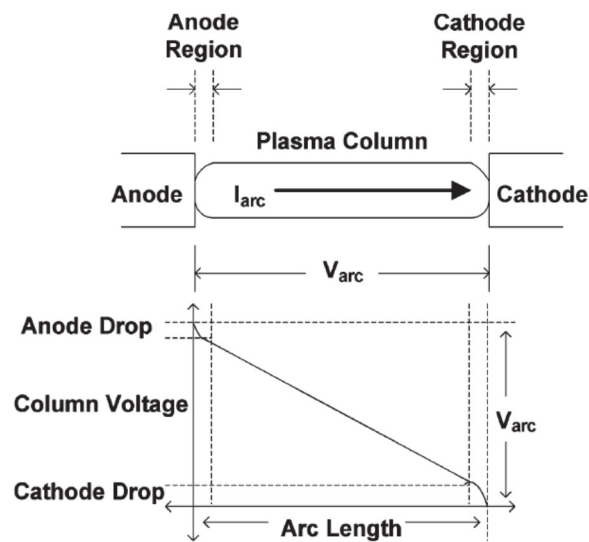 Anode
Region
Cathode
Region
Plasma Column
Anode
Iarc
Cathode
Varc
Anode Drop
Column Voltage
Varc
Cathode Drop
Arc Length